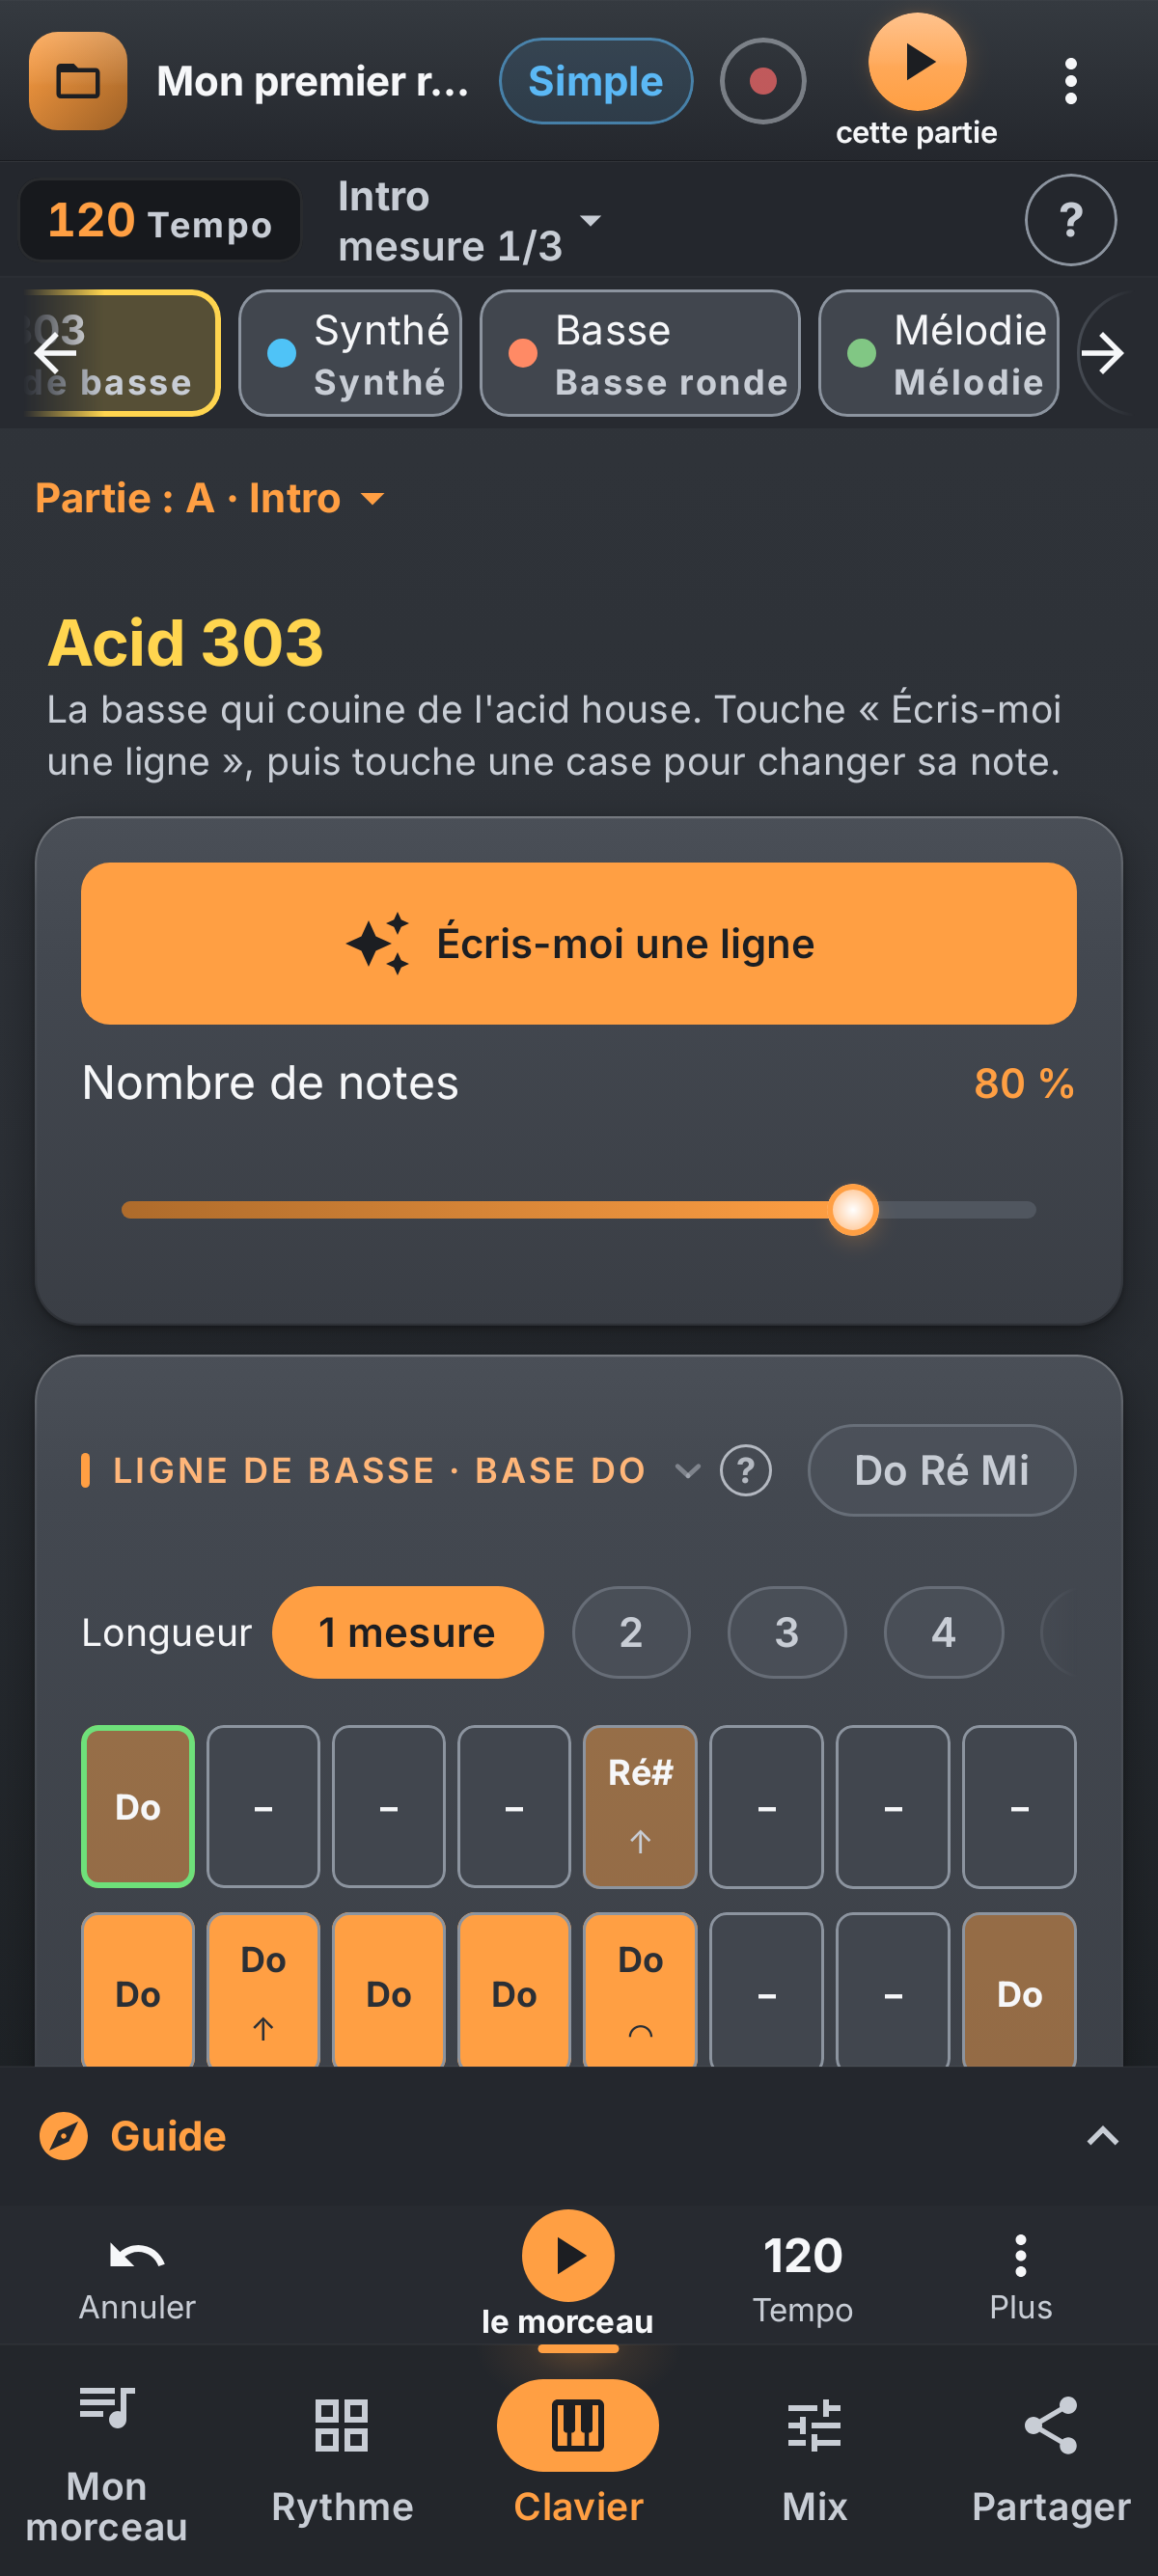 Mon premier r...
Simple
cette partie
120 Tempo
Intro
mesure 1/3
?
303
de basse
Synthé
Synthé
Basse
Basse ronde
Mélodie
Mélodie
Partie : A · Intro
Acid 303
La basse qui couine de l'acid house. Touche « Écris-moi
une ligne », puis touche une case pour changer sa note.
Écris-moi une ligne
Nombre de notes
80 %
LIGNE DE BASSE · BASE DO
?
Do Ré Mi
Longueur
1 mesure
2
3
4
Do – – – Ré# – – –
Do Do Do Do Do – – Do
Guide
Annuler
le morceau
120
Tempo
Plus
Mon
morceau
Rythme
Clavier
Mix
Partager